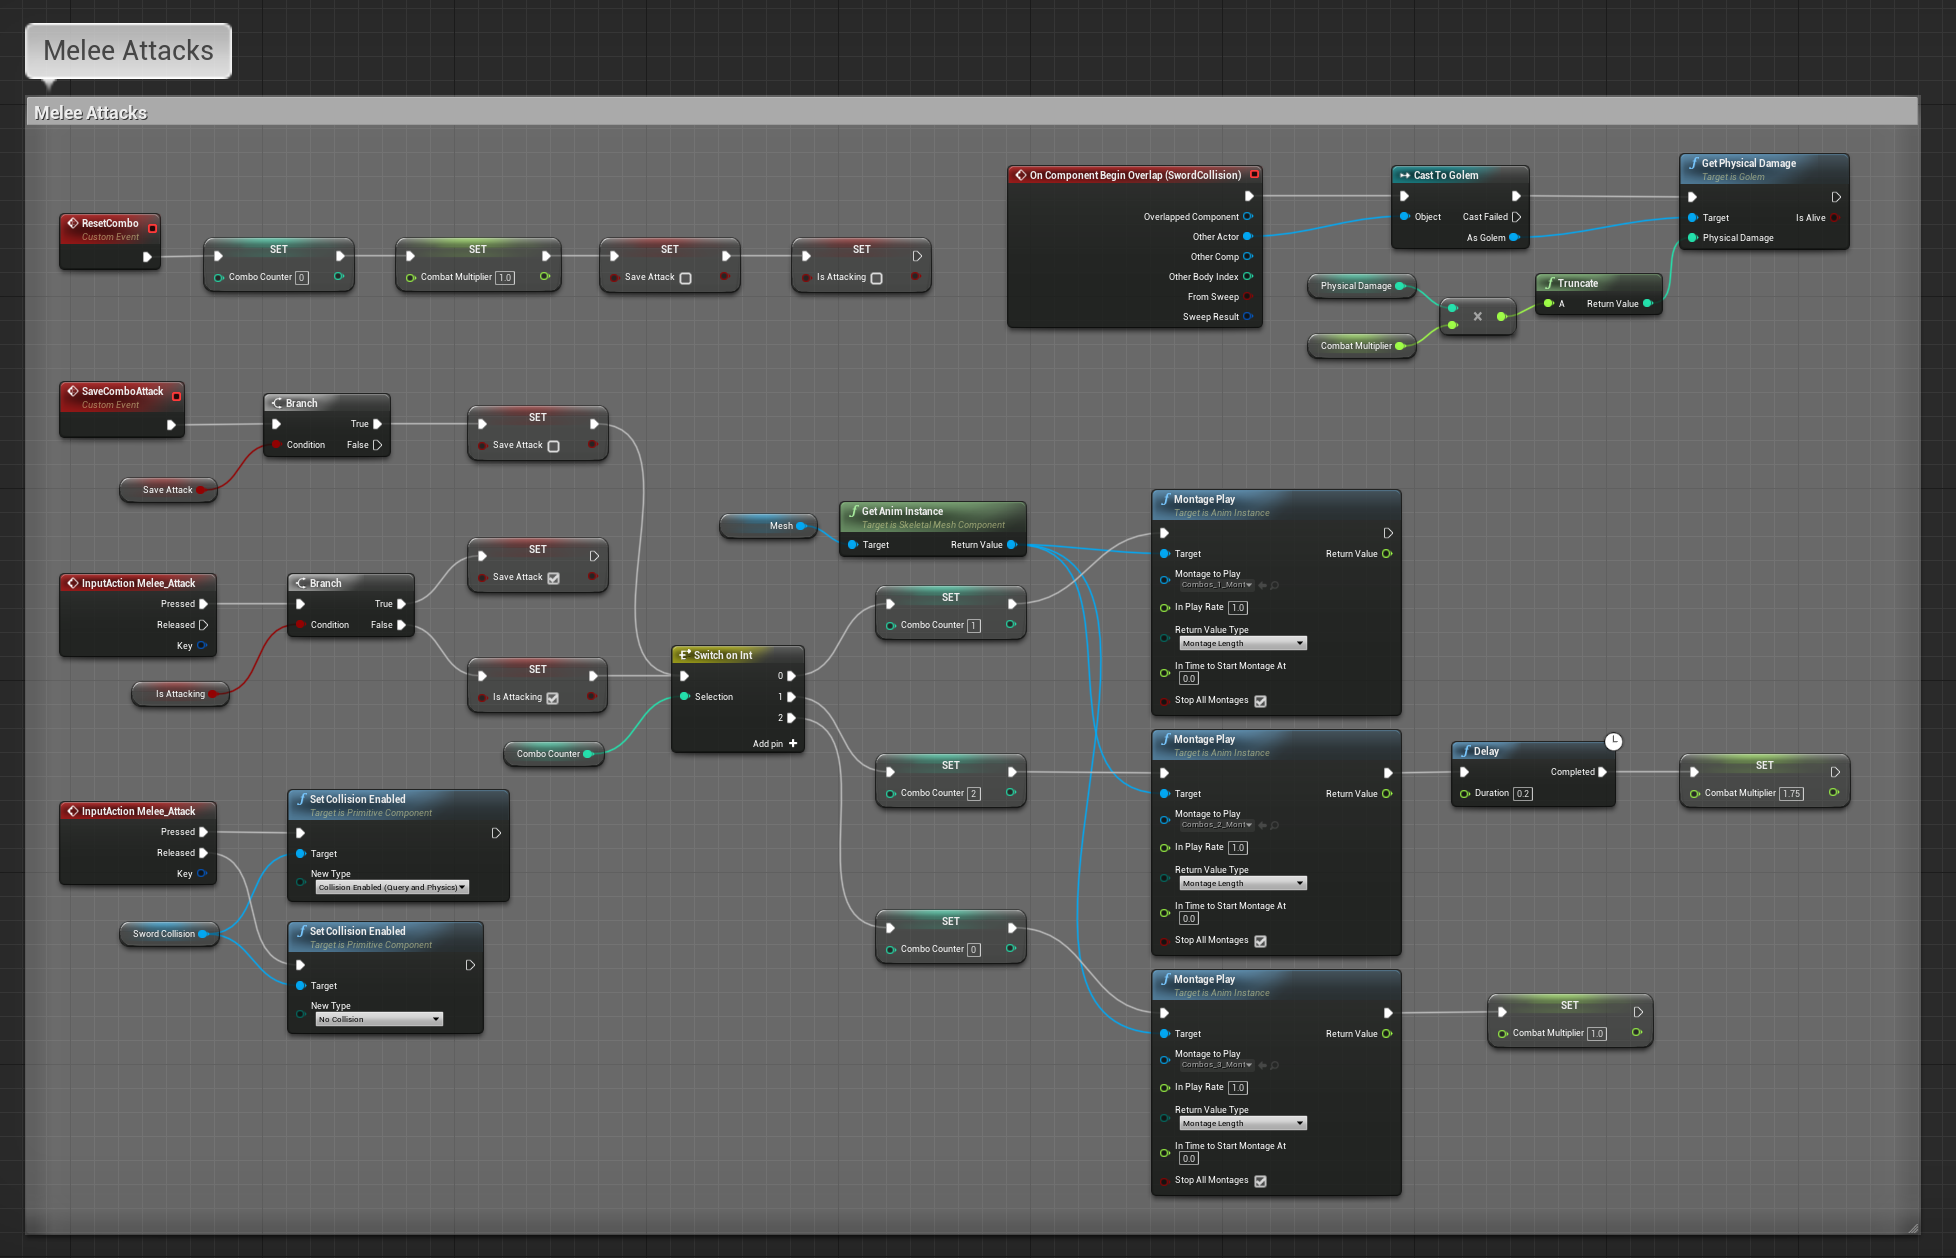 Melee Attacks
Melee Attacks
ResetCombo
Custom Event
SET
Combo Counter 0
SET
Combat Multiplier 1.0
SET
Save Attack
SET
Is Attacking
On Component Begin Overlap (SwordCollision)
Overlapped Component
Other Actor
Other Comp
Other Body Index
From Sweep
Sweep Result
Cast To Golem
Object Cast Failed
As Golem
Get Physical Damage
Target is Golem
Target Is Alive
Physical Damage
Physical Damage
Combat Multiplier
Truncate
A Return Value
SaveComboAttack
Custom Event
Branch
True
Condition False
Save Attack
SET
Save Attack
InputAction Melee_Attack
Pressed
Released
Key
Is Attacking
Branch
True
Condition False
SET
Save Attack
SET
Is Attacking
Combo Counter
Switch on Int
0
Selection 1
2
Add pin
Mesh
Get Anim Instance
Target is Skeletal Mesh Component
Target Return Value
SET
Combo Counter 1
SET
Combo Counter 2
SET
Combo Counter 0
Montage Play
Target is Anim Instance
Target Return Value
Montage to Play
Combos_1_Mont
In Play Rate 1.0
Return Value Type
Montage Length
In Time to Start Montage At
0.0
Stop All Montages
Montage Play
Target is Anim Instance
Target Return Value
Montage to Play
Combos_2_Mont
In Play Rate 1.0
Return Value Type
Montage Length
In Time to Start Montage At
0.0
Stop All Montages
Delay
Completed
Duration 0.2
SET
Combat Multiplier 1.75
Montage Play
Target is Anim Instance
Target Return Value
Montage to Play
Combos_3_Mont
In Play Rate 1.0
Return Value Type
Montage Length
In Time to Start Montage At
0.0
Stop All Montages
SET
Combat Multiplier 1.0
InputAction Melee_Attack
Pressed
Released
Key
Sword Collision
Set Collision Enabled
Target is Primitive Component
Target
New Type
Collision Enabled (Query and Physics)
Set Collision Enabled
Target is Primitive Component
Target
New Type
No Collision